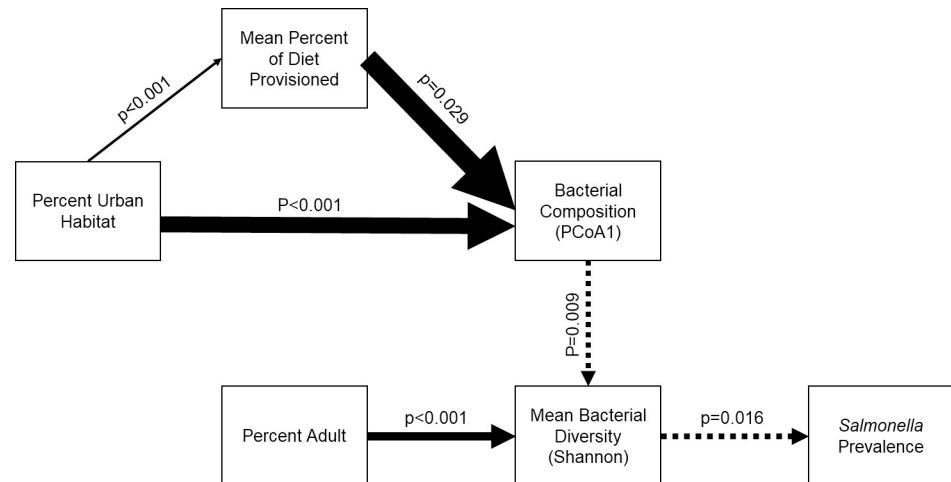 Mean Percent
of Diet
Provisioned
p<0.001
p=0.029
Percent Urban
Habitat
P<0.001
Bacterial
Composition
(PCoA1)
P=0.009
Percent Adult
p<0.001
Mean Bacterial
Diversity
(Shannon)
p=0.016
Salmonella
Prevalence